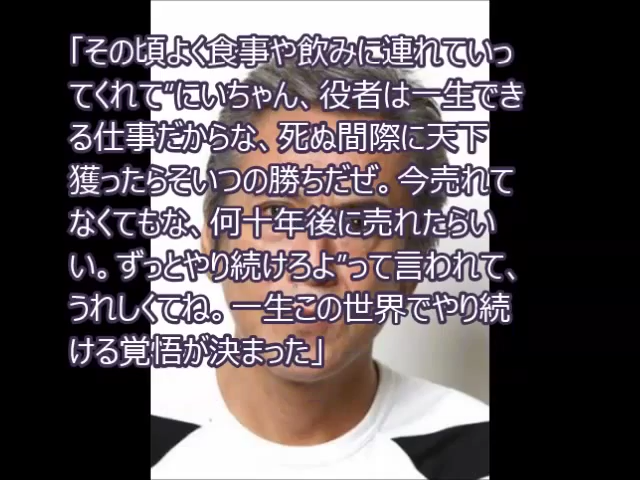 「その頃よく食事や飲みに連れていっ
てくれて“にいちゃん、役者は一生でき
る仕事だからな、死ぬ間際に天下
獲ったらそいつの勝ちだぜ。今売れて
なくてもな、何十年後に売れたらい
い。ずっとやり続けろよ”って言われて、
うれしくてね。一生この世界でやり続
ける覚悟が決まった」